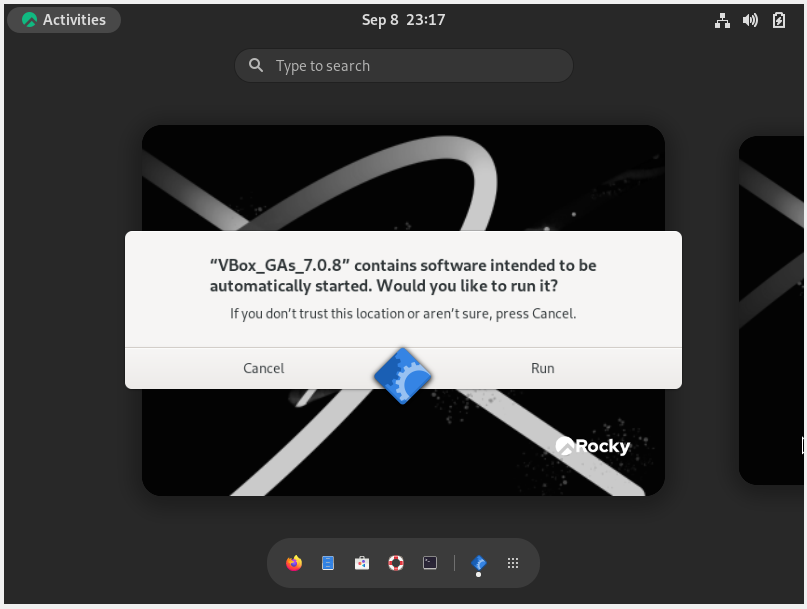 Activities
Sep 8 23:17
Type to search
“VBox_GAs_7.0.8” contains software intended to be
automatically started. Would you like to run it?
If you don’t trust this location or aren’t sure, press Cancel.
Cancel
Run
Rocky